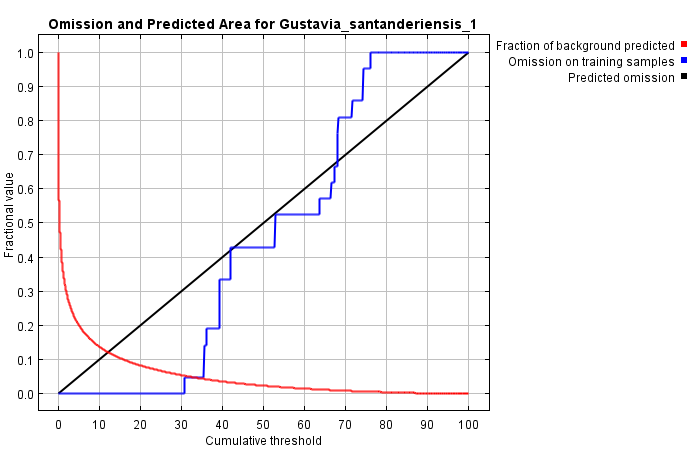 Omission and Predicted Area for Gustavia_santanderiensis_1
Fraction of background predicted
Omission on training samples
Predicted omission
Fractional value
1.0
0.9
0.8
0.7
0.6
0.5
0.4
0.3
0.2
0.1
0.0
0 10 20 30 40 50 60 70 80 90 100
Cumulative threshold